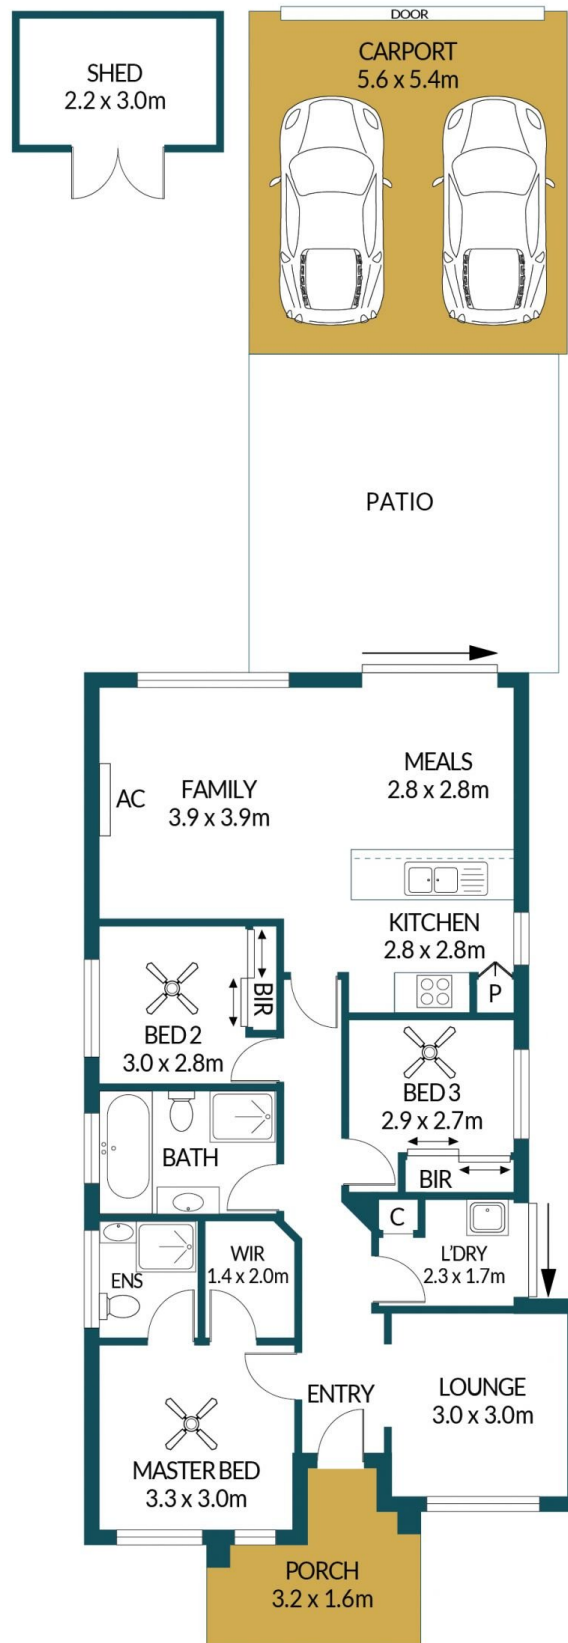 DOOR
CARPORT
5.6 x 5.4m
SHED
2.2 x 3.0m
PATIO
MEALS
2.8 x 2.8m
FAMILY
3.9 x 3.9m
AC
KITCHEN
2.8 x 2.8m
P
BIR
BED 2
3.0 x 2.8m
BED 3
2.9 x 2.7m
BIR
BATH
C
L'DRY
2.3 x 1.7m
WIR
1.4 x 2.0m
ENS
ENTRY
LOUNGE
3.0 x 3.0m
MASTER BED
3.3 x 3.0m
PORCH
3.2 x 1.6m